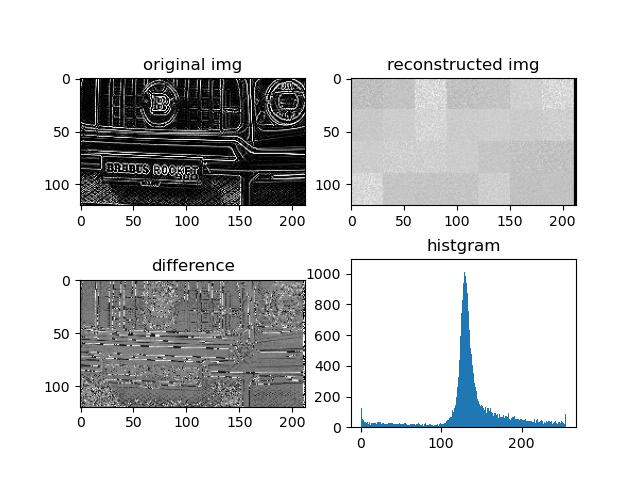 original img
0
50
100
0 50 100 150 200
BRABUS ROCKET
reconstructed img
0
50
100
0 50 100 150 200
difference
0
50
100
0 50 100 150 200
histgram
1000
800
600
400
200
0
0 100 200